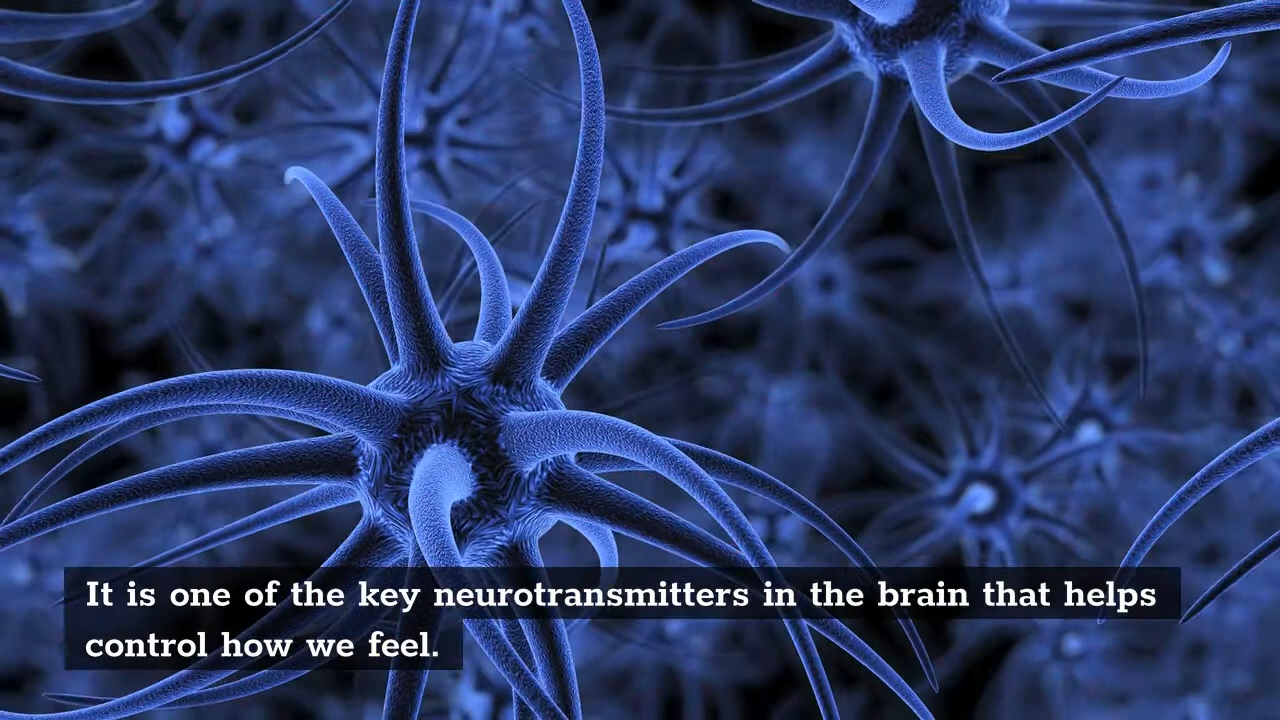 It is one of the key neurotransmitters in the brain that helps
control how we feel.